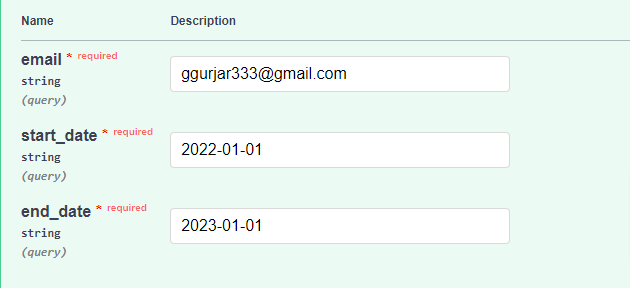 Name Description
email * required
string
(query)
ggurjar333@gmail.com
start_date * required
string
(query)
2022-01-01
end_date * required
string
(query)
2023-01-01